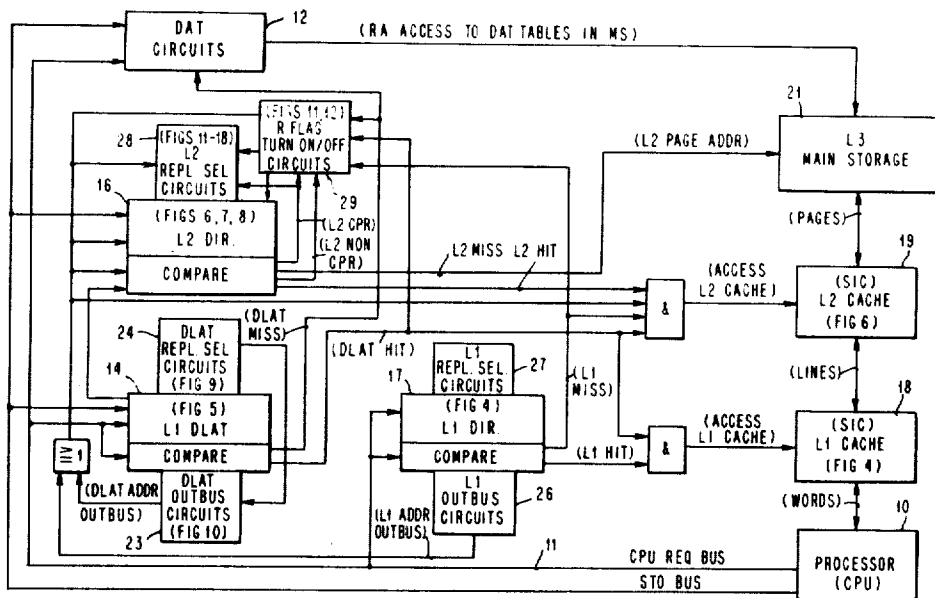 12
DAT
CIRCUITS
(RA ACCESS TO DAT TABLES IN MS)
21
L3
MAIN STORAGE
(FIGS 11,12)
R FLAG
TURN ON/OFF
CIRCUITS
29
28
(FIGS 11-18)
L2
REPL. SEL
CIRCUITS
(L2 PAGE ADDR)
16
(FIGS 6,7,8)
L2 DIR.
COMPARE
(L2 CPR)
(L2 NON
CPR)
L2 MISS
L2 HIT
(PAGES)
19
(SIC)
L2 CACHE
(FIG 6)
&
(ACCESS
L2 CACHE)
(DLAT
MISS)
(DLAT HIT)
24
DLAT
REPL. SEL
CIRCUITS
(FIG 9)
14
(FIG 5)
L1 DLAT
COMPARE
L1
REPL. SEL.
CIRCUITS
27
17
(FIG 4)
L1 DIR.
COMPARE
(L1
MISS)
(L1 HIT)
&
(ACCESS
L1 CACHE)
(LINES)
18
(SIC)
L1 CACHE
(FIG 4)
(DLAT ADDR
OUTBUS)
DLAT
OUTBUS
CIRCUITS
(FIG 10)
23
L1
OUTBUS
CIRCUITS
26
(L1 ADDR
OUTBUS)
11
(WORDS)
10
PROCESSOR
(CPU)
CPU REQ BUS
STO BUS